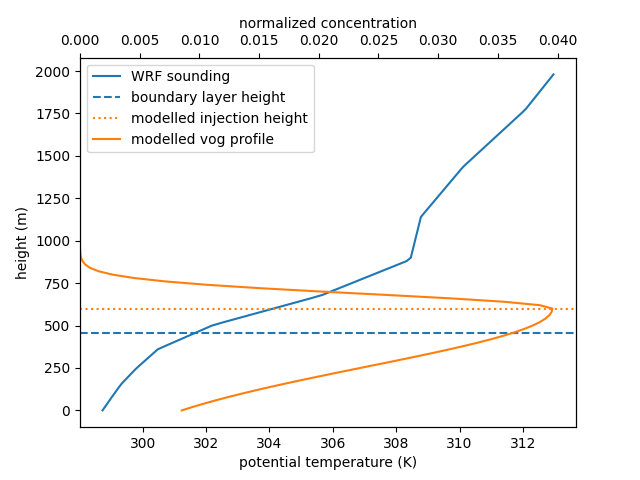 normalized concentration
0.000 0.005 0.010 0.015 0.020 0.025 0.030 0.035 0.040
2000
1750
1500
1250
1000
750
500
250
0
height (m)
WRF sounding
boundary layer height
modelled injection height
modelled vog profile
300 302 304 306 308 310 312
potential temperature (K)